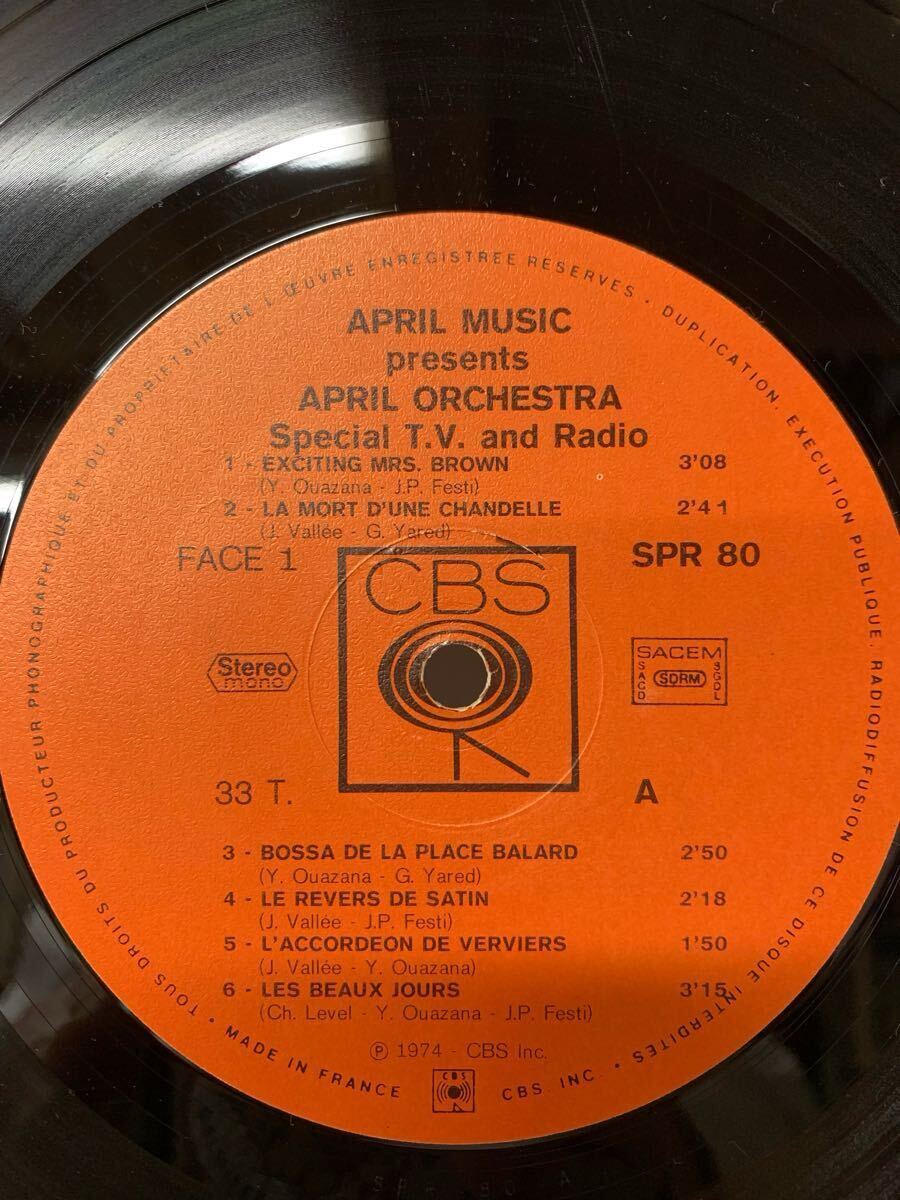 APRIL MUSIC
presents
APRIL ORCHESTRA
Special T.V. and Radio
1 - EXCITING MRS. BROWN 3'08
(Y. Ouazana - J.P. Festi)
2 - LA MORT D'UNE CHANDELLE 2'41
(J. Vallée - G. Yared)
FACE 1 SPR 80
CBS
Stereo
mono
SACEM
SACD SDRM SGDL
33 T. A
3 - BOSSA DE LA PLACE BALARD 2'50
(Y. Ouazana - G. Yared)
4 - LE REVERS DE SATIN 2'18
(J. Vallée - J.P. Festi)
5 - L'ACCORDEON DE VERVIERS 1'50
(J. Vallée - Y. Ouazana)
6 - LES BEAUX JOURS 3'15
(Ch. Level - Y. Ouazana - J.P. Festi)
℗ 1974 - CBS Inc.
CBS
• TOUS DROITS DU PRODUCTEUR PHONOGRAPHIQUE ET DU PROPRIETAIRE DE L'ŒUVRE ENREGISTREE RESERVES • DUPLICATION, EXECUTION PUBLIQUE, RADIODIFFUSION DE CE DISQUE INTERDITES •
MADE IN FRANCE CBS, INC.